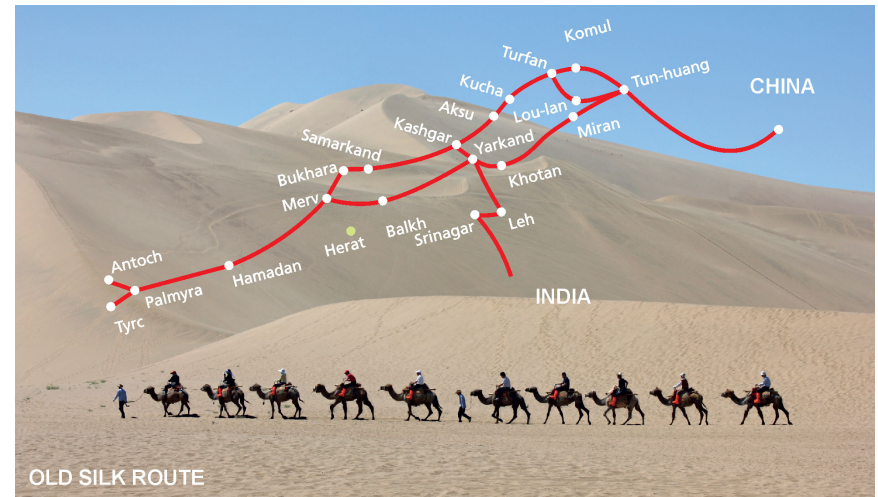 Komul
Turfan
Tun-huang
CHINA
Kucha
Aksu
Lou-lan
Miran
Kashgar
Yarkand
Samarkand
Khotan
Bukhara
Merv
Balkh
Srinagar
Leh
Herat
Antoch
Hamadan
Palmyra
Tyrc
INDIA
OLD SILK ROUTE